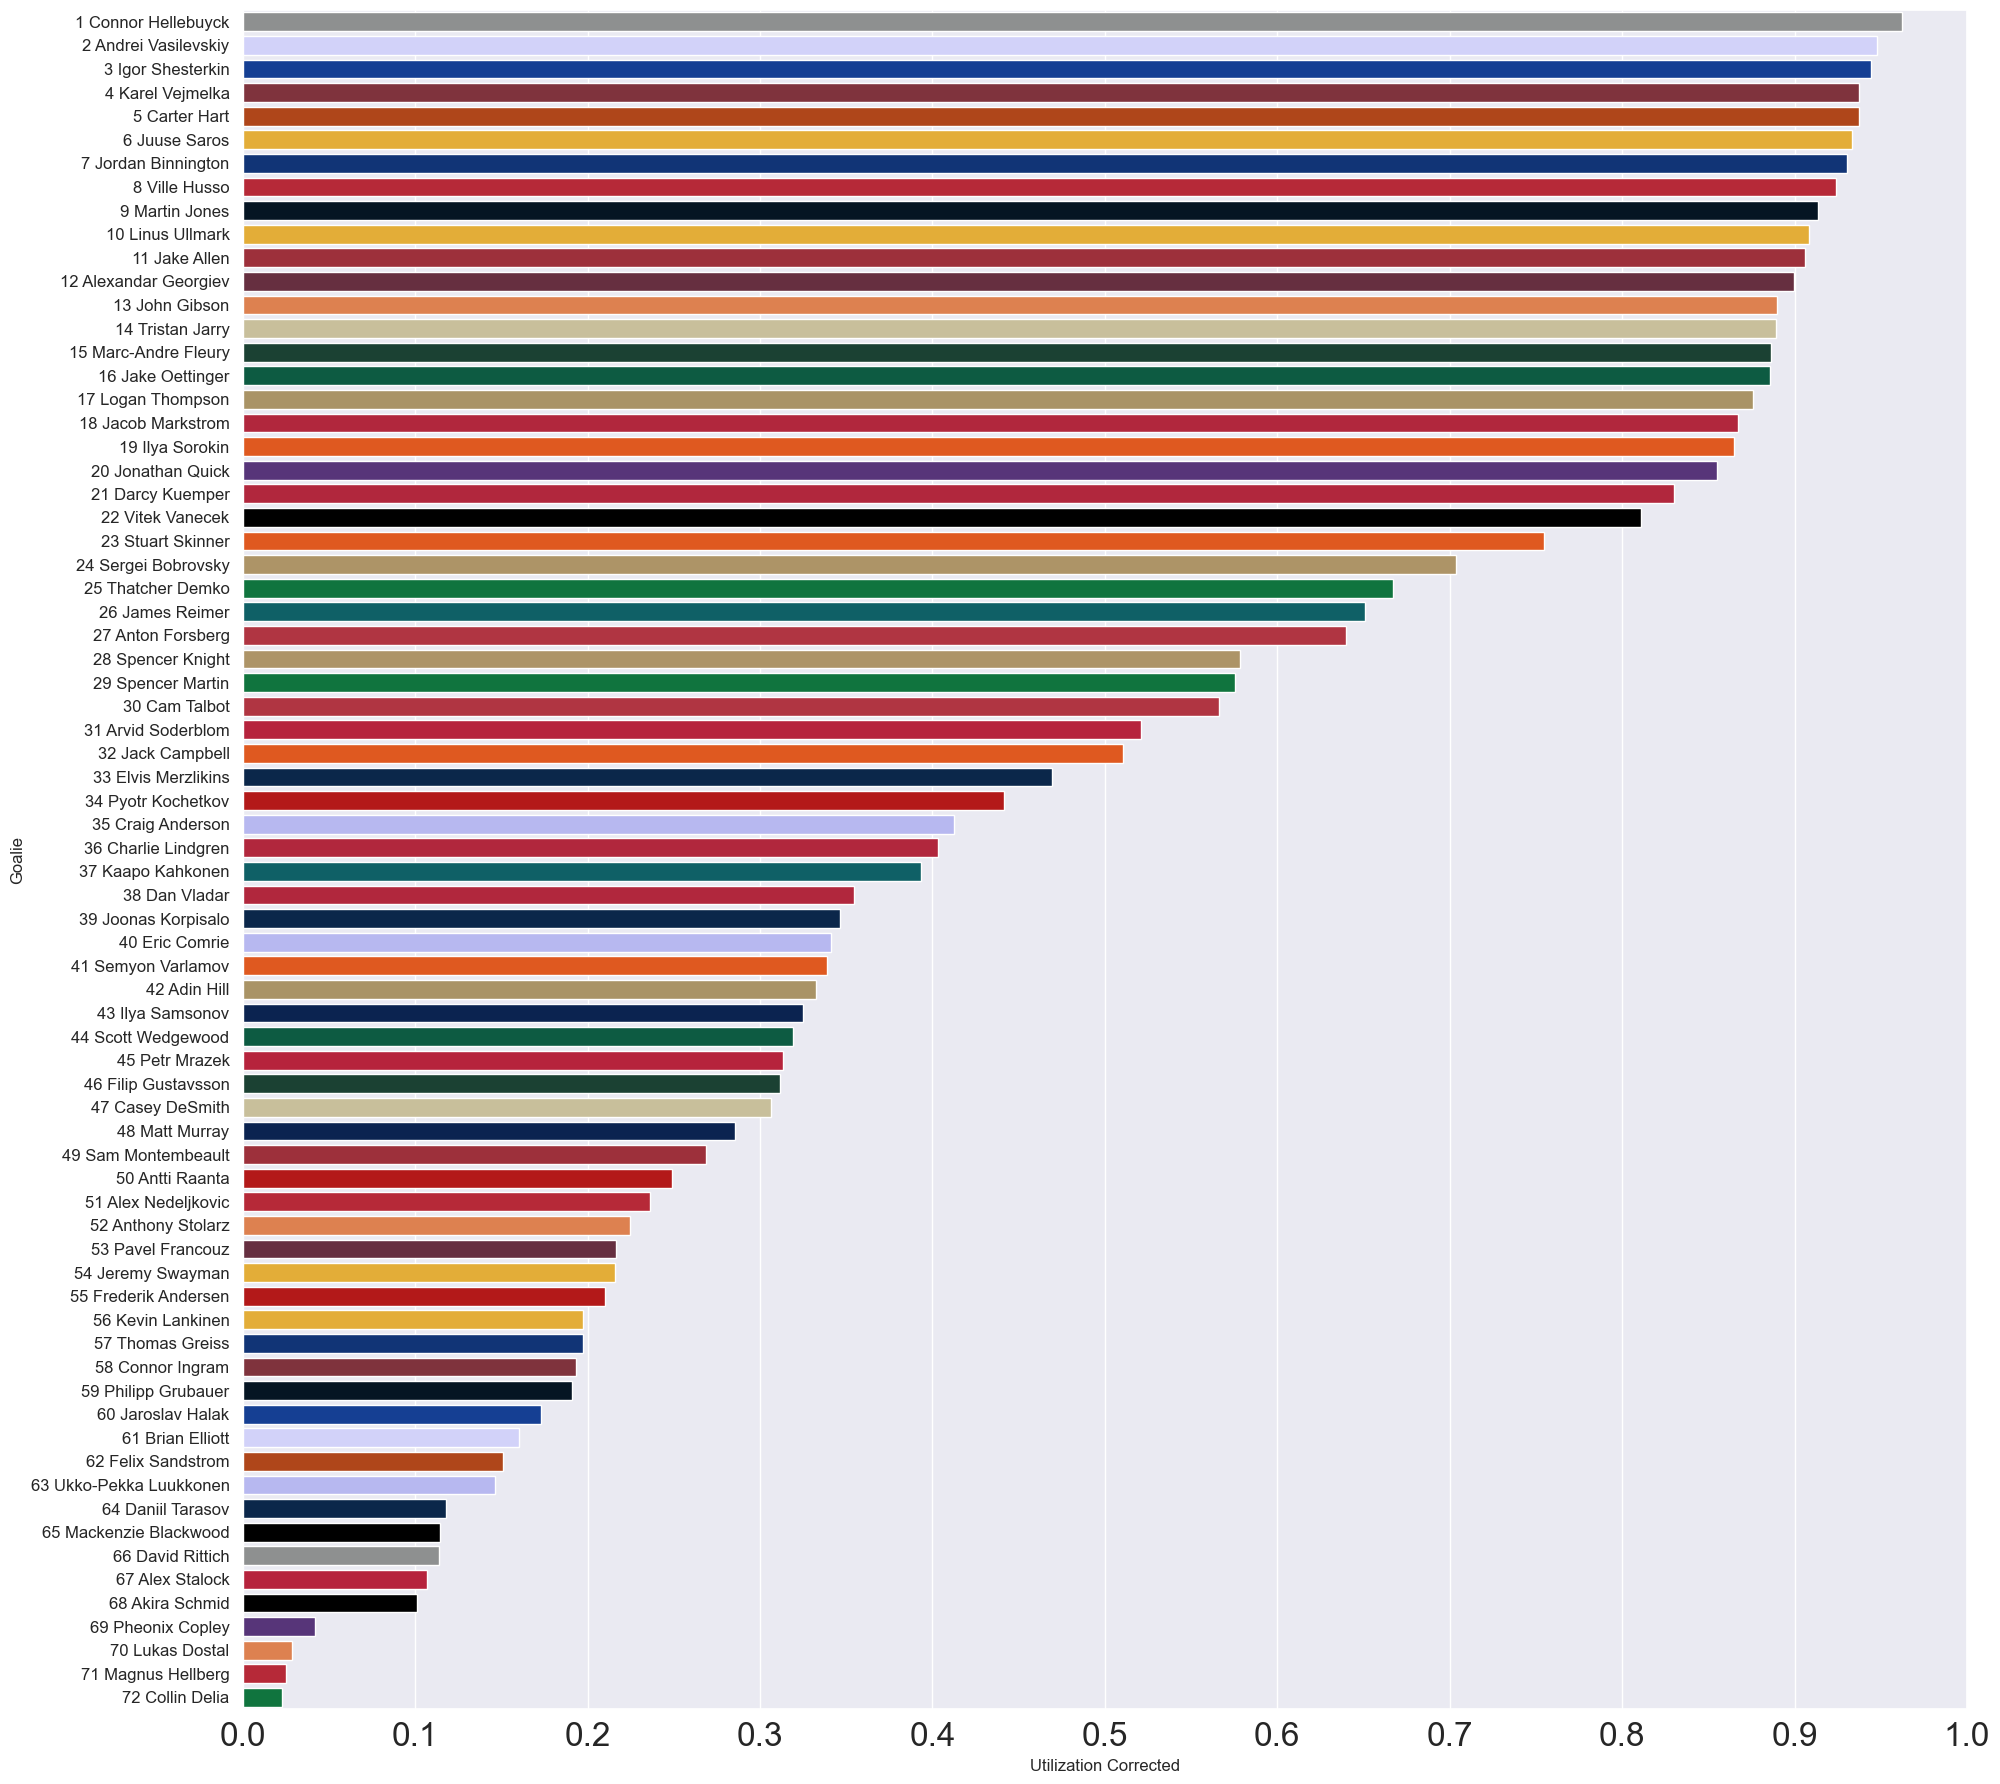 1 Connor Hellebuyck
2 Andrei Vasilevskiy
3 Igor Shesterkin
4 Karel Vejmelka
5 Carter Hart
6 Juuse Saros
7 Jordan Binnington
8 Ville Husso
9 Martin Jones
10 Linus Ullmark
11 Jake Allen
12 Alexandar Georgiev
13 John Gibson
14 Tristan Jarry
15 Marc-Andre Fleury
16 Jake Oettinger
17 Logan Thompson
18 Jacob Markstrom
19 Ilya Sorokin
20 Jonathan Quick
21 Darcy Kuemper
22 Vitek Vanecek
23 Stuart Skinner
24 Sergei Bobrovsky
25 Thatcher Demko
26 James Reimer
27 Anton Forsberg
28 Spencer Knight
29 Spencer Martin
30 Cam Talbot
31 Arvid Soderblom
32 Jack Campbell
33 Elvis Merzlikins
34 Pyotr Kochetkov
35 Craig Anderson
36 Charlie Lindgren
37 Kaapo Kahkonen
38 Dan Vladar
39 Joonas Korpisalo
40 Eric Comrie
41 Semyon Varlamov
42 Adin Hill
43 Ilya Samsonov
44 Scott Wedgewood
45 Petr Mrazek
46 Filip Gustavsson
47 Casey DeSmith
48 Matt Murray
49 Sam Montembeault
50 Antti Raanta
51 Alex Nedeljkovic
52 Anthony Stolarz
53 Pavel Francouz
54 Jeremy Swayman
55 Frederik Andersen
56 Kevin Lankinen
57 Thomas Greiss
58 Connor Ingram
59 Philipp Grubauer
60 Jaroslav Halak
61 Brian Elliott
62 Felix Sandstrom
63 Ukko-Pekka Luukkonen
64 Daniil Tarasov
65 Mackenzie Blackwood
66 David Rittich
67 Alex Stalock
68 Akira Schmid
69 Pheonix Copley
70 Lukas Dostal
71 Magnus Hellberg
72 Collin Delia
Goalie
0.0 0.1 0.2 0.3 0.4 0.5 0.6 0.7 0.8 0.9 1.0
Utilization Corrected